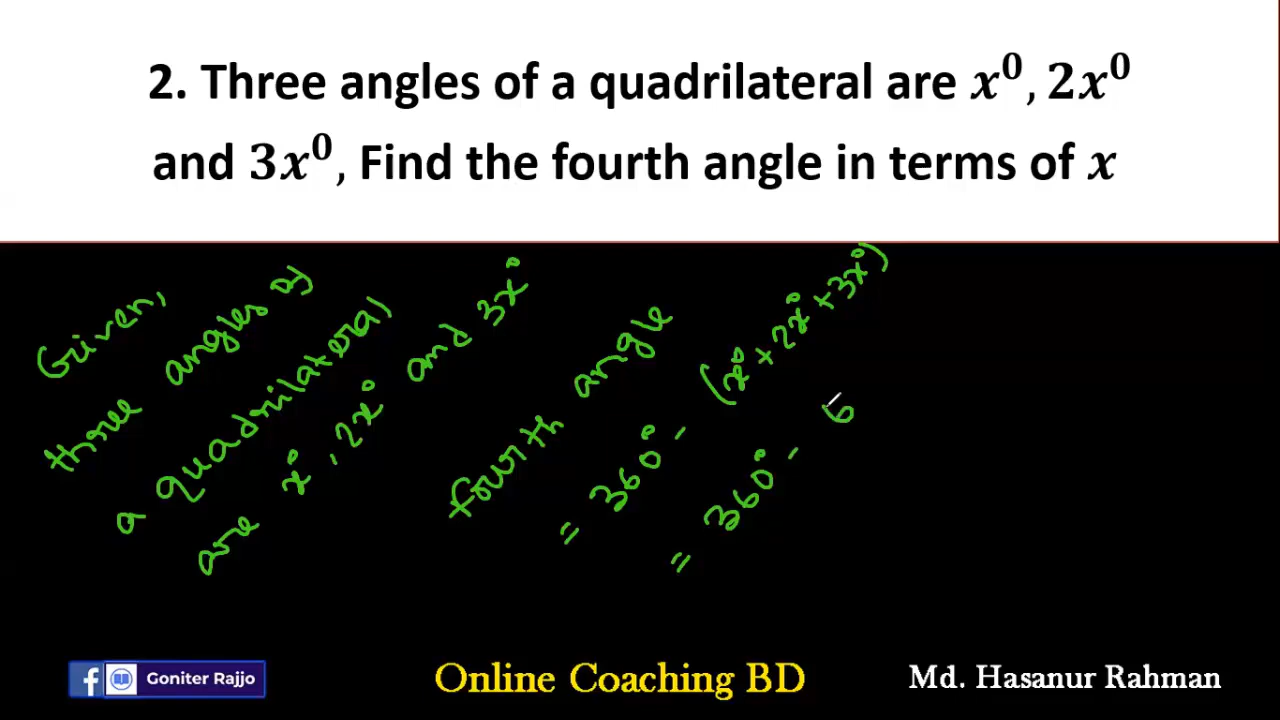 2. Three angles of a quadrilateral are x⁰, 2x⁰
and 3x⁰, Find the fourth angle in terms of x
Given,
three angles of
a quadrilateral
are x°, 2x° and 3x°
fourth angle
= 360° - (x° + 2x° + 3x°)
= 360° - 6
Goniter Rajjo
Online Coaching BD
Md. Hasanur Rahman